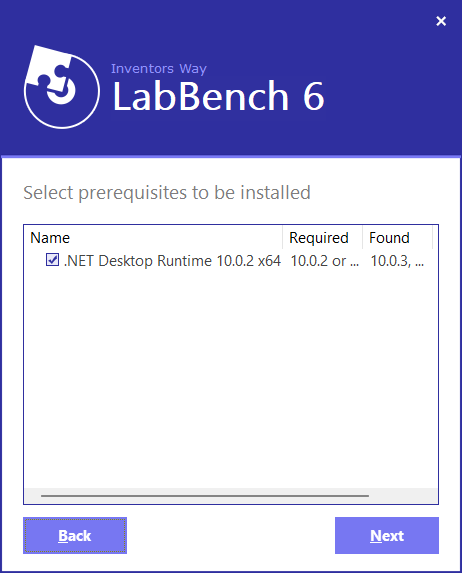 Inventors Way
LabBench 6
Select prerequisites to be installed
Name Required Found
.NET Desktop Runtime 10.0.2 x64 10.0.2 or ... 10.0.3, ...
Back Next